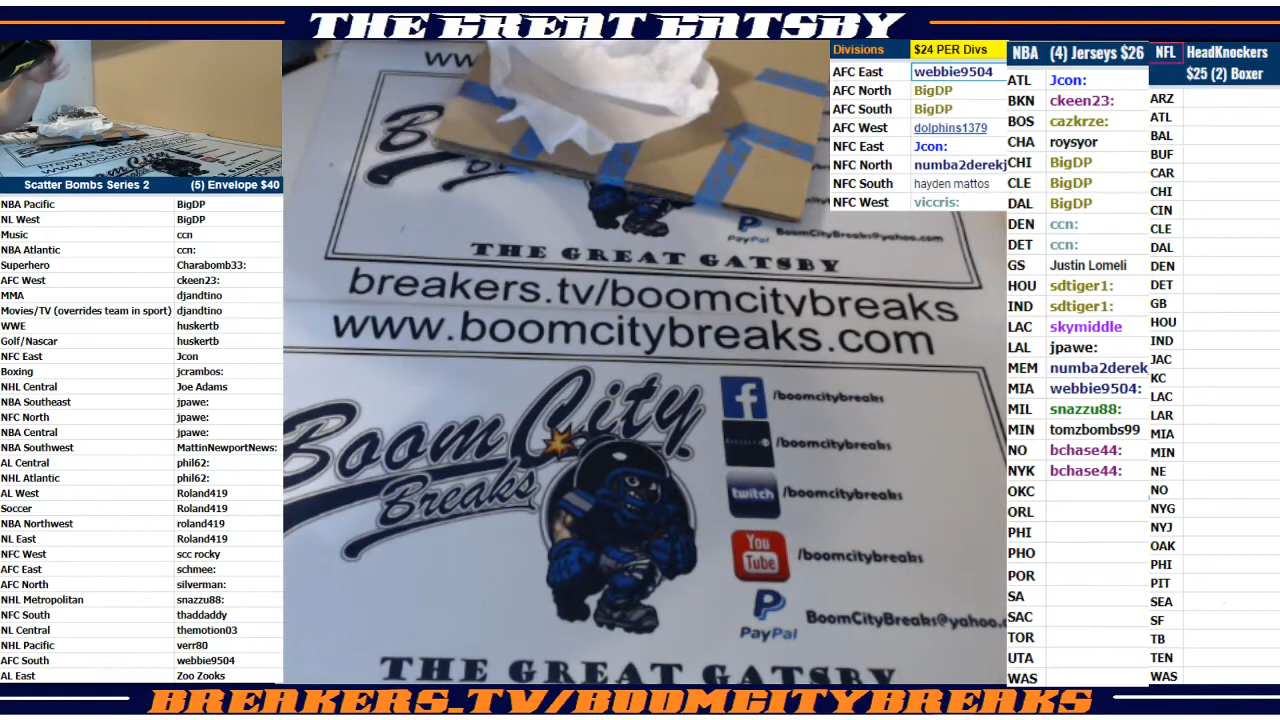 THE GREAT GATSBY
Scatter Bombs Series 2 (5) Envelope $40
NBA Pacific BigDP
NL West BigDP
Music ccn
NBA Atlantic ccn:
Superhero Charabomb33:
AFC West ckeen23:
MMA djandtino
Movies/TV (overrides team in sport) djandtino
WWE huskertb
Golf/Nascar huskertb
NFC East Jcon
Boxing jcrambos:
NHL Central Joe Adams
NBA Southeast jpawe:
NFC North jpawe:
NBA Central jpawe:
NBA Southwest MattinNewportNews:
AL Central phil62:
NHL Atlantic phil62:
AL West Roland419
Soccer Roland419
NBA Northwest roland419
NL East Roland419
NFC West scc rocky
AFC East schmee:
AFC North silverman:
NHL Metropolitan snazzu88:
NFC South thaddaddy
NL Central themotion03
NHL Pacific verr80
AFC South webbie9504
AL East Zoo Zooks
PayPal BoomCityBreaks@yahoo.com
THE GREAT GATSBY
breakers.tv/boomcitybreaks
www.boomcitybreaks.com
Boom City
Breaks
/boomcitybreaks
/boomcitybreaks
twitch /boomcitybreaks
You
Tube /boomcitybreaks
PayPal BoomCityBreaks@yahoo.c
THE GREAT GATSBY
Divisions $24 PER Divs
AFC East webbie9504
AFC North BigDP
AFC South BigDP
AFC West dolphins1379
NFC East Jcon:
NFC North numba2derekj
NFC South hayden mattos
NFC West viccris:
NBA (4) Jerseys $26
ATL Jcon:
BKN ckeen23:
BOS cazkrze:
CHA roysyor
CHI BigDP
CLE BigDP
DAL BigDP
DEN ccn:
DET ccn:
GS Justin Lomeli
HOU sdtiger1:
IND sdtiger1:
LAC skymiddle
LAL jpawe:
MEM numba2derek
MIA webbie9504:
MIL snazzu88:
MIN tomzbombs99
NO bchase44:
NYK bchase44:
OKC
ORL
PHI
PHO
POR
SA
SAC
TOR
UTA
WAS
NFL HeadKnockers
$25 (2) Boxer
ARZ
ATL
BAL
BUF
CAR
CHI
CIN
CLE
DAL
DEN
DET
GB
HOU
IND
JAC
KC
LAC
LAR
MIA
MIN
NE
NO
NYG
NYJ
OAK
PHI
PIT
SEA
SF
TB
TEN
WAS
BREAKERS.TV/BOOMCITYBREAKS